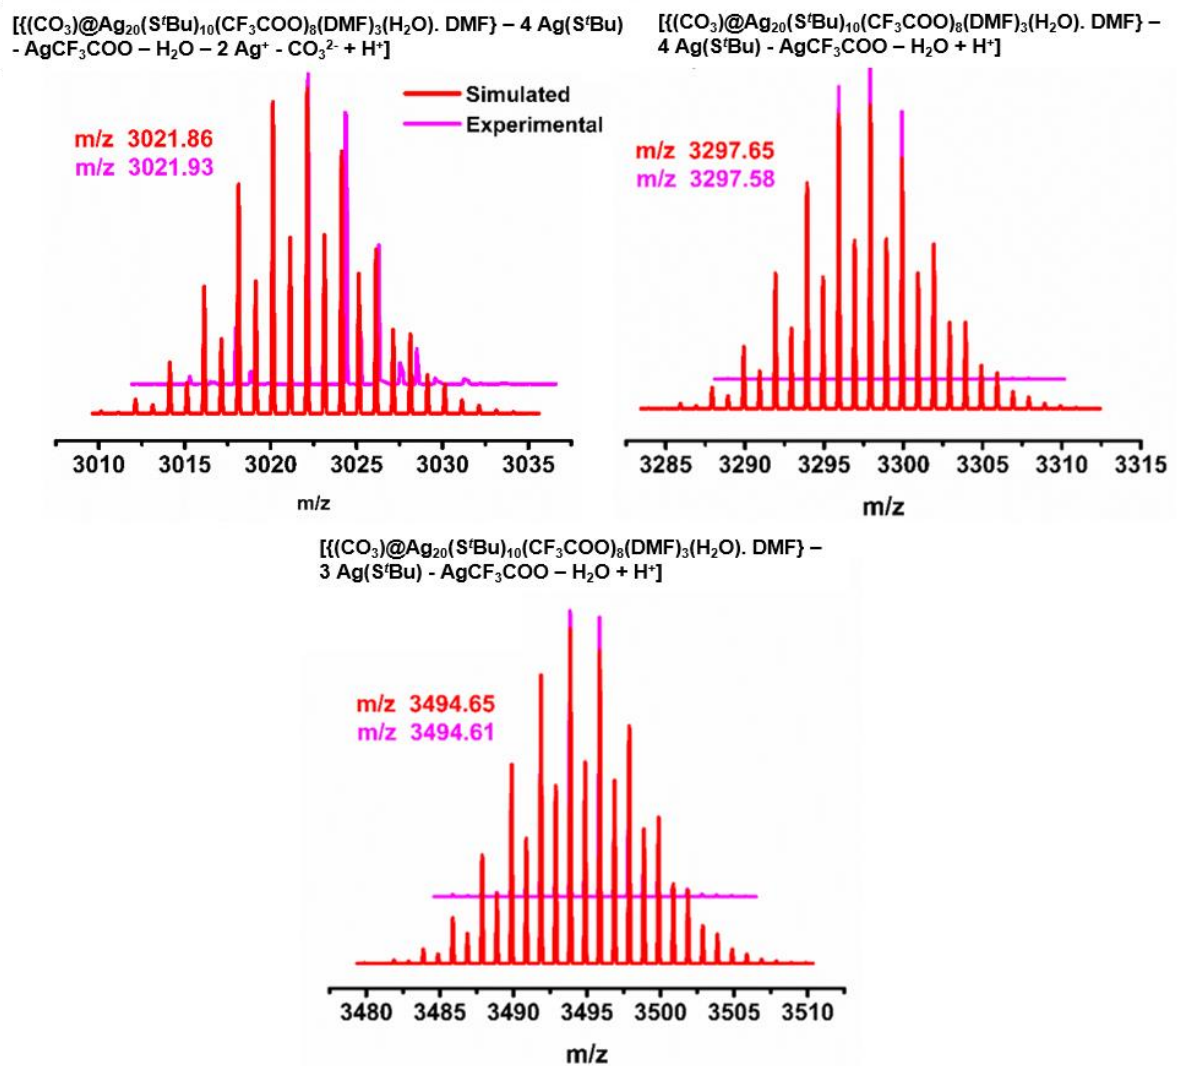 [{(CO₃)@Ag₂₀(SᵗBu)₁₀(CF₃COO)₈(DMF)₃(H₂O). DMF} – 4 Ag(SᵗBu)
- AgCF₃COO – H₂O – 2 Ag⁺ - CO₃²⁻ + H⁺]
Simulated
Experimental
m/z 3021.86
m/z 3021.93
3010 3015 3020 3025 3030 3035
m/z
[{(CO₃)@Ag₂₀(SᵗBu)₁₀(CF₃COO)₈(DMF)₃(H₂O). DMF} –
4 Ag(SᵗBu) - AgCF₃COO – H₂O + H⁺]
m/z 3297.65
m/z 3297.58
3285 3290 3295 3300 3305 3310 3315
m/z
[{(CO₃)@Ag₂₀(SᵗBu)₁₀(CF₃COO)₈(DMF)₃(H₂O). DMF} –
3 Ag(SᵗBu) - AgCF₃COO – H₂O + H⁺]
m/z 3494.65
m/z 3494.61
3480 3485 3490 3495 3500 3505 3510
m/z